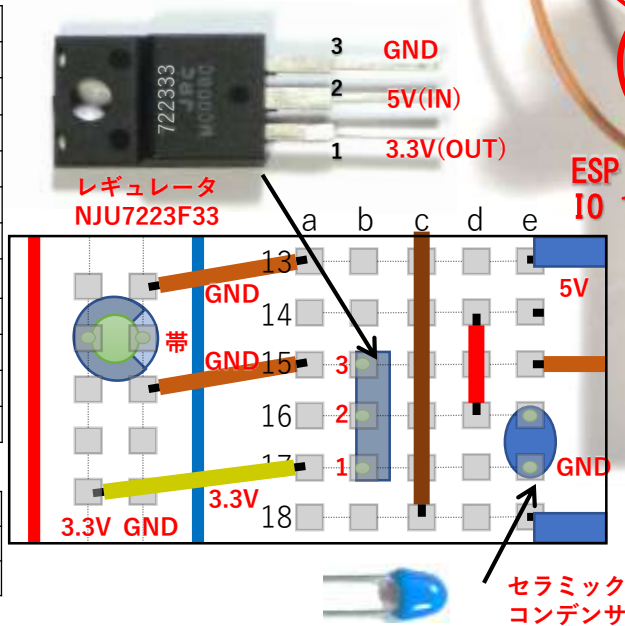 3
GND
2
5V(IN)
1
3.3V(OUT)
722333
JRC
レギュレータ
NJU7223F33
ESP
IO
a b c d e
13
GND
5V
14
帯
GND
15
3
16
2
17
1
GND
3.3V
3.3V GND
18
セラミック
コンデンサ